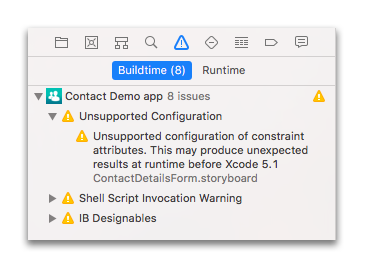 Buildtime (8) Runtime
Contact Demo app 8 issues
Unsupported Configuration
Unsupported configuration of constraint
attributes. This may produce unexpected
results at runtime before Xcode 5.1
ContactDetailsForm.storyboard
Shell Script Invocation Warning
IB Designables